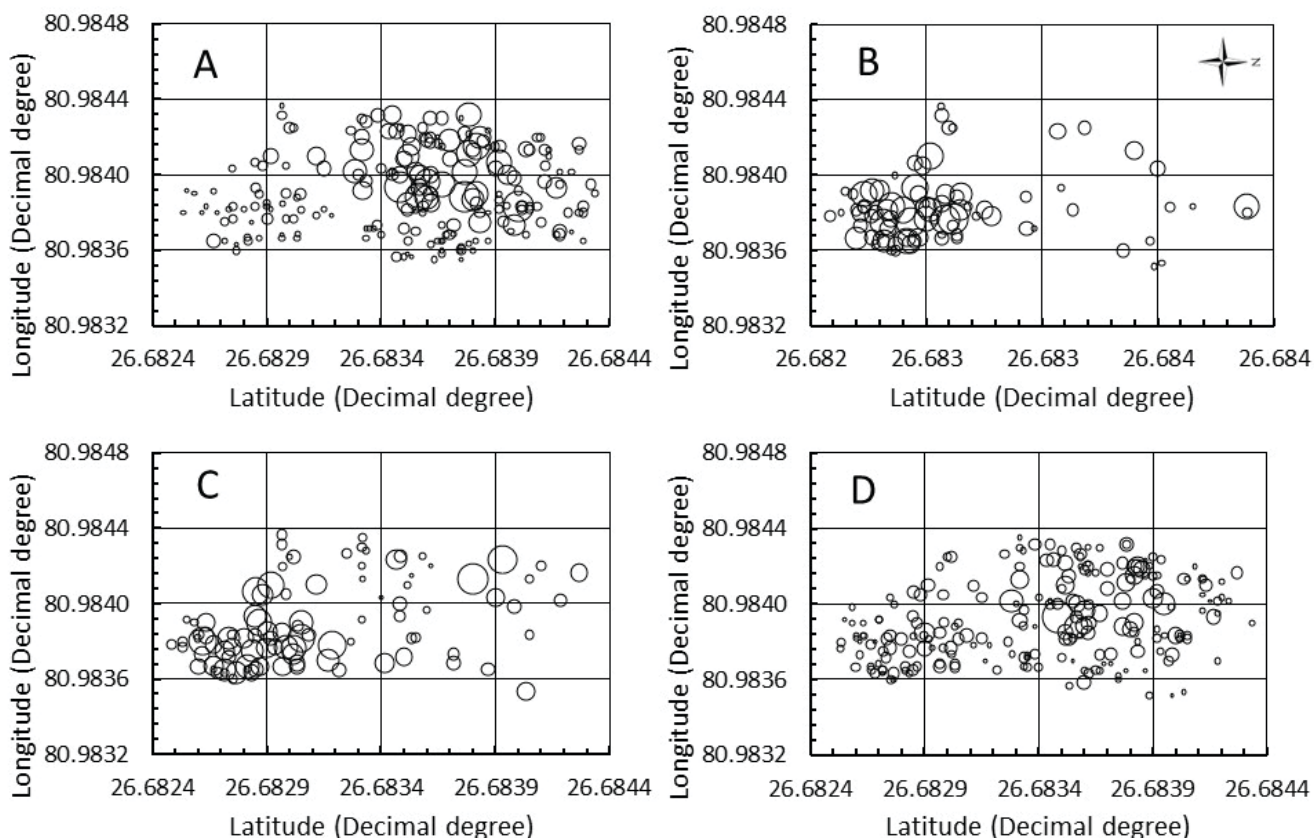 80.9848
80.9844
80.9840
80.9836
80.9832
Longitude (Decimal degree)
A
26.6824 26.6829 26.6834 26.6839 26.6844
Latitude (Decimal degree)
80.9848
80.9844
80.9840
80.9836
80.9832
Longitude (Decimal degree)
B
N
26.682 26.683 26.683 26.684 26.684
Latitude (Decimal degree)
80.9848
80.9844
80.9840
80.9836
80.9832
Longitude (Decimal degree)
C
26.6824 26.6829 26.6834 26.6839 26.6844
Latitude (Decimal degree)
80.9848
80.9844
80.9840
80.9836
80.9832
Longitude (Decimal degree)
D
26.6824 26.6829 26.6834 26.6839 26.6844
Latitude (Decimal degree)